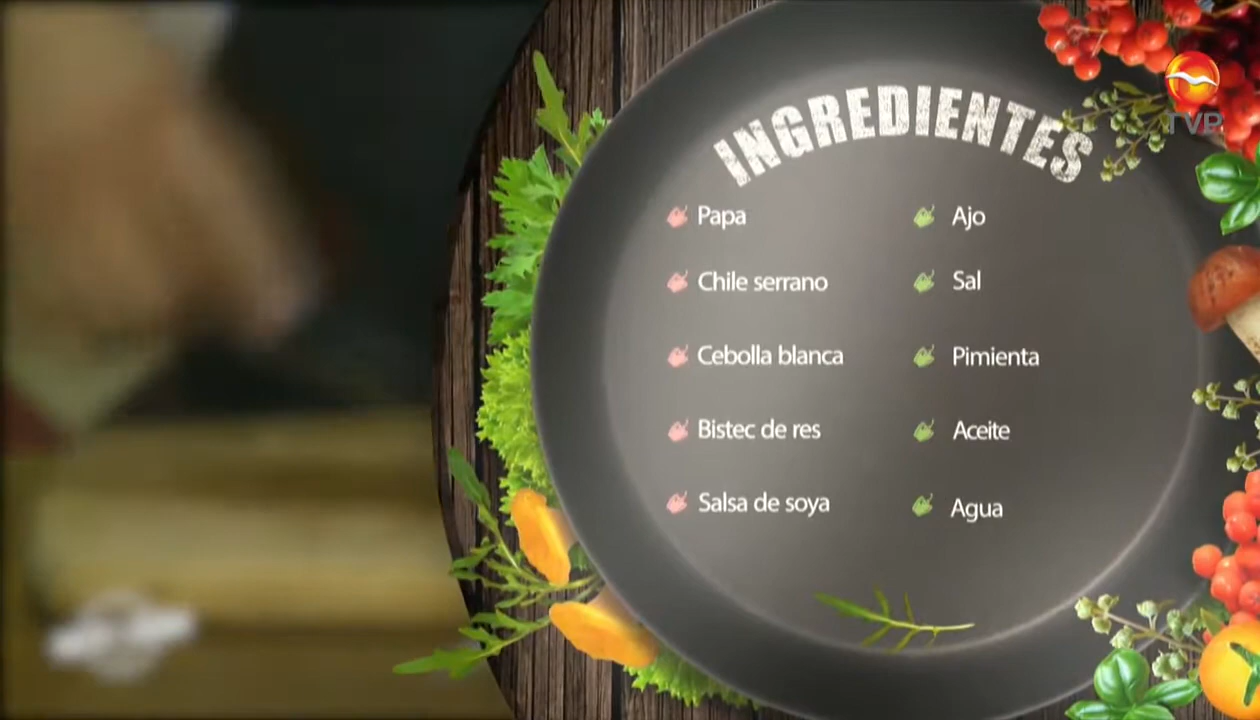 TVP
INGREDIENTES
Papa
Chile serrano
Cebolla blanca
Bistec de res
Salsa de soya
Ajo
Sal
Pimienta
Aceite
Agua